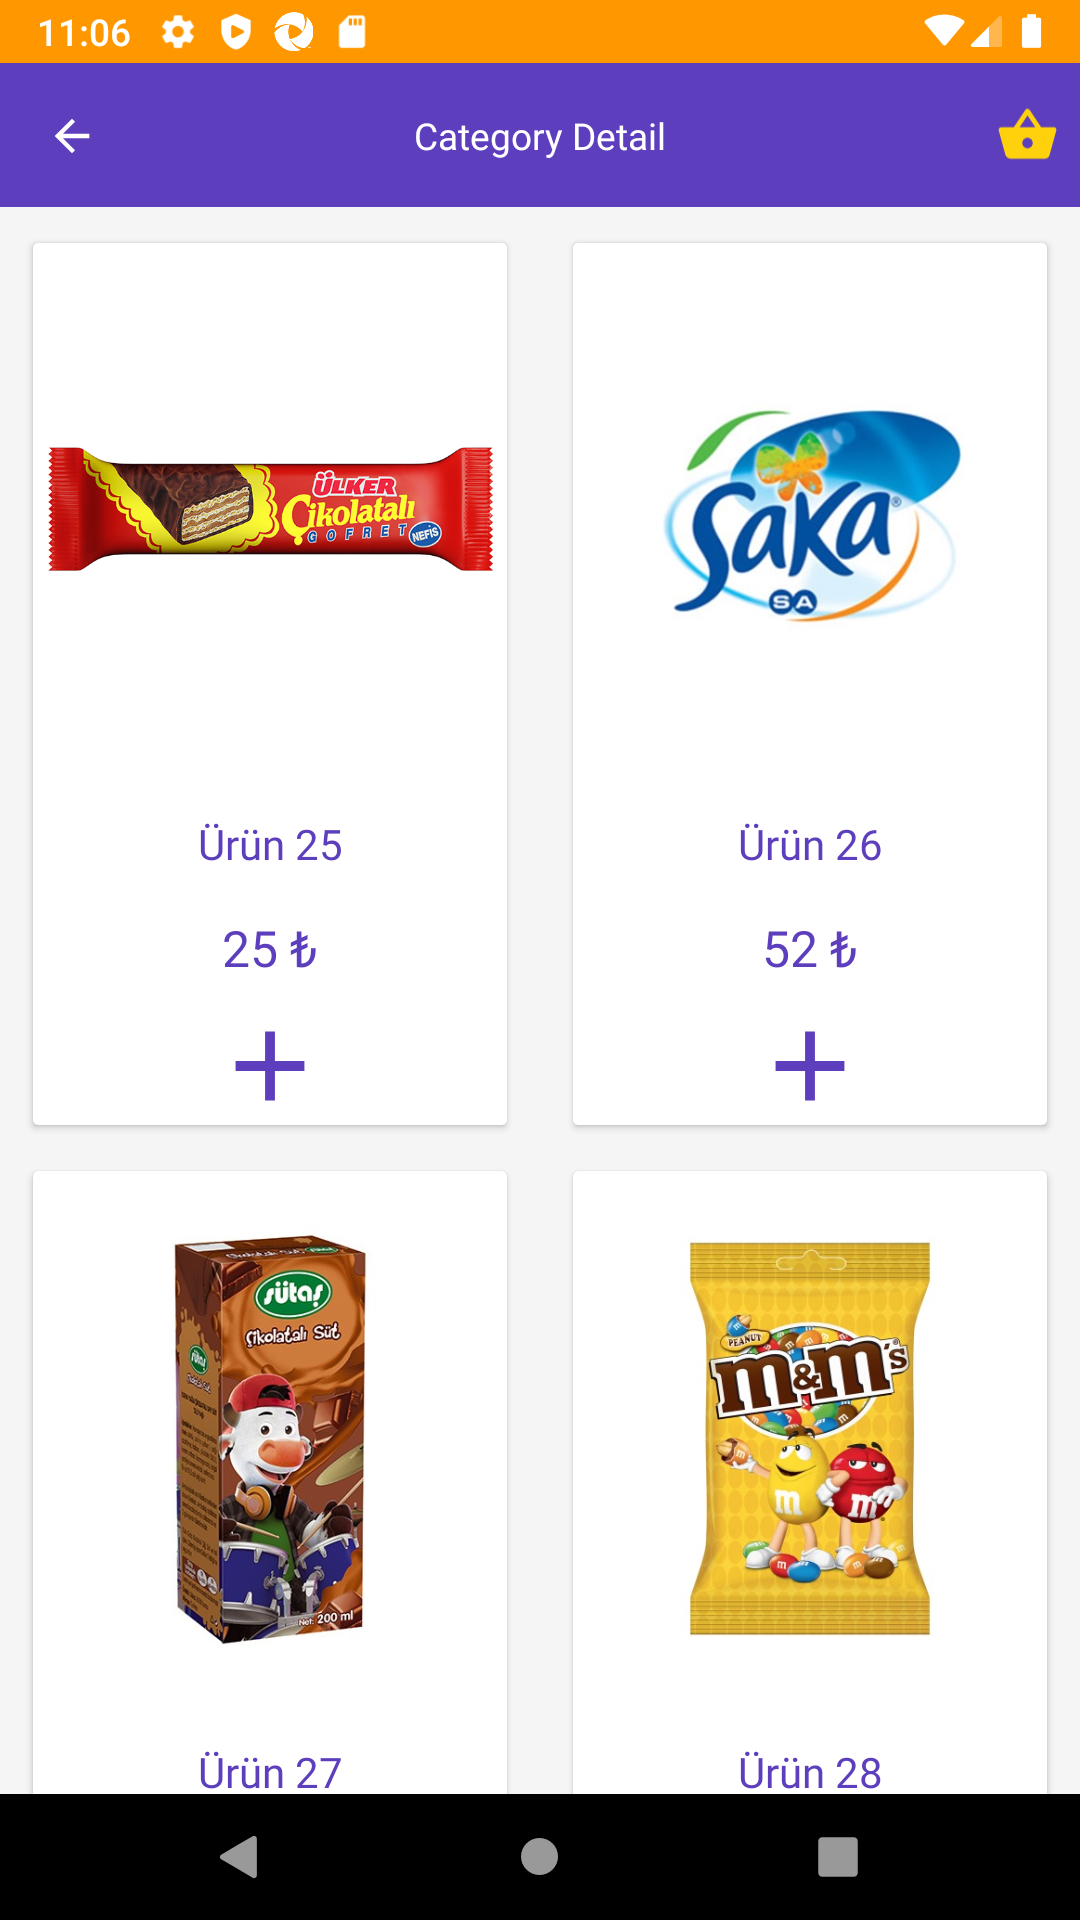 11:06
Category Detail
ÜLKER
Çikolatalı
GOFRET
NEFİS
Saka
SA
Ürün 25
Ürün 26
25 ₺
52 ₺
sütaş
Çikolatalı Süt
Net: 200 ml
PEANUT
m&m's
m
m
Ürün 27
Ürün 28